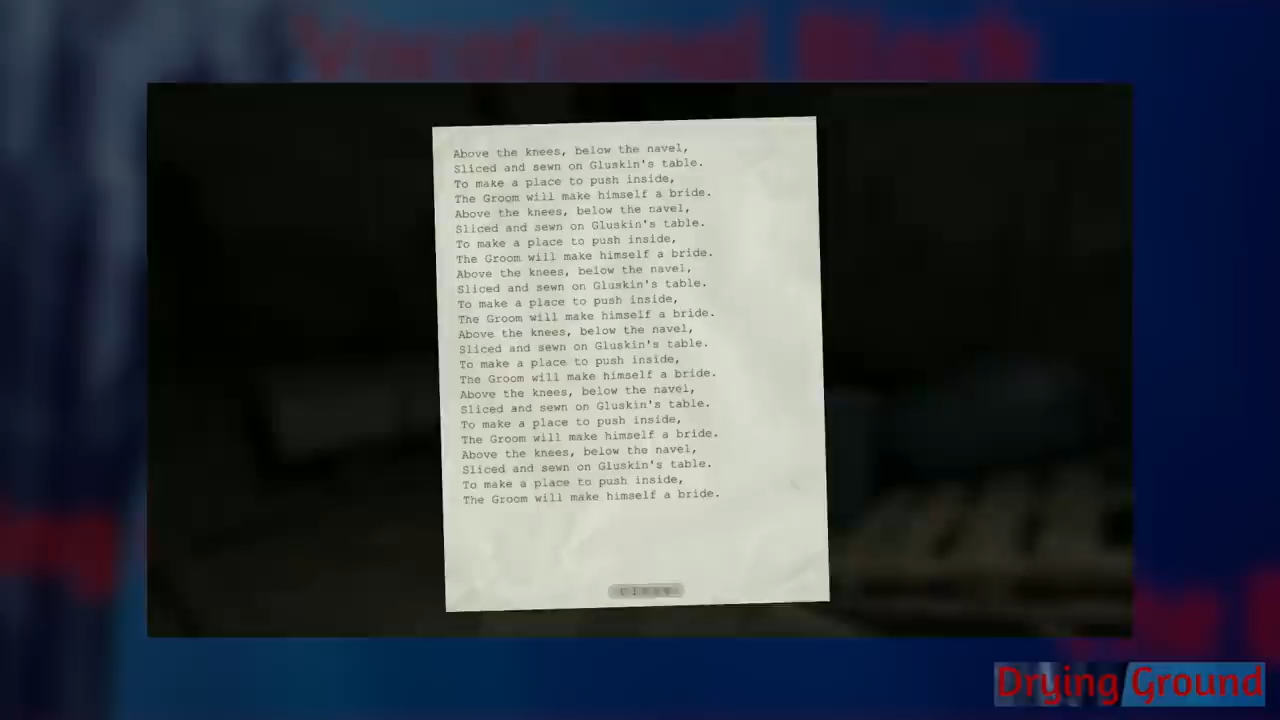 Above the knees, below the navel,
Sliced and sewn on Gluskin's table.
To make a place to push inside,
The Groom will make himself a bride.
Above the knees, below the navel,
Sliced and sewn on Gluskin's table.
To make a place to push inside,
The Groom will make himself a bride.
Above the knees, below the navel,
Sliced and sewn on Gluskin's table.
To make a place to push inside,
The Groom will make himself a bride.
Above the knees, below the navel,
Sliced and sewn on Gluskin's table.
To make a place to push inside,
The Groom will make himself a bride.
Above the knees, below the navel,
Sliced and sewn on Gluskin's table.
To make a place to push inside,
The Groom will make himself a bride.
Above the knees, below the navel,
Sliced and sewn on Gluskin's table.
To make a place to push inside,
The Groom will make himself a bride.
Drying Ground